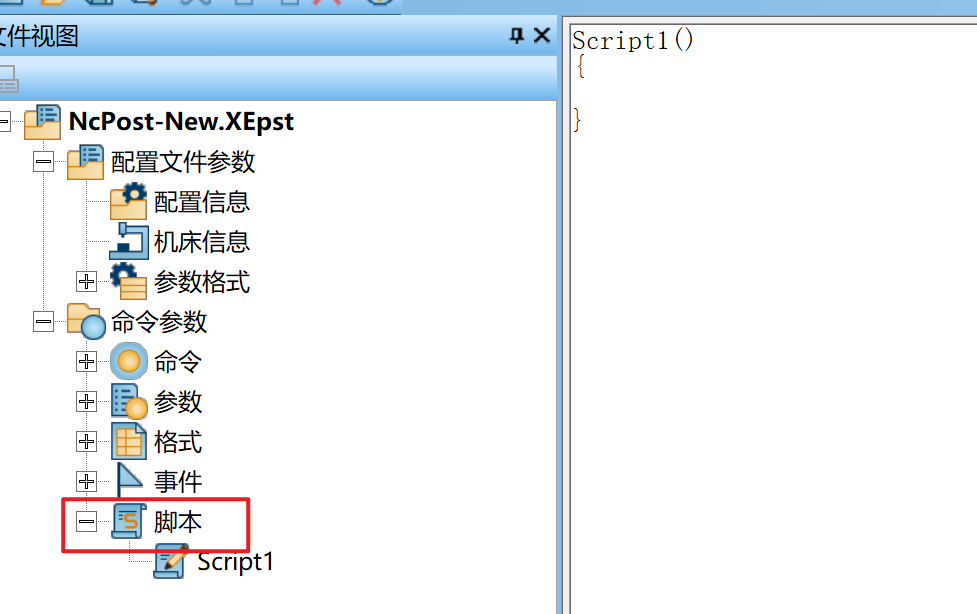 文件视图
NcPost-New.XEpst
配置文件参数
配置信息
机床信息
参数格式
命令参数
命令
参数
格式
事件
脚本
Script1
Script1()
{
}